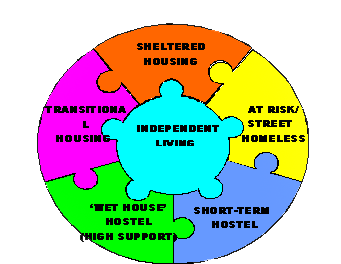 SHELTERED
HOUSING
AT RISK/
STREET
HOMELESS
TRANSITIONA
L
HOUSING
INDEPENDENT
LIVING
'WET HOUSE'
HOSTEL
(HIGH SUPPORT)
SHORT-TERM
HOSTEL